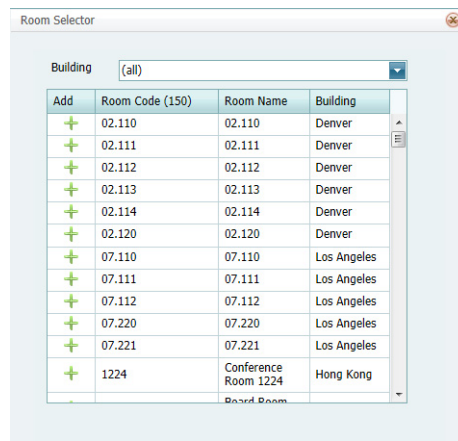 Room Selector
Building (all)
Add Room Code (150) Room Name Building
02.110 02.110 Denver
02.111 02.111 Denver
02.112 02.112 Denver
02.113 02.113 Denver
02.114 02.114 Denver
02.120 02.120 Denver
07.110 07.110 Los Angeles
07.111 07.111 Los Angeles
07.112 07.112 Los Angeles
07.220 07.220 Los Angeles
07.221 07.221 Los Angeles
1224 Conference Room 1224 Hong Kong
Board Room